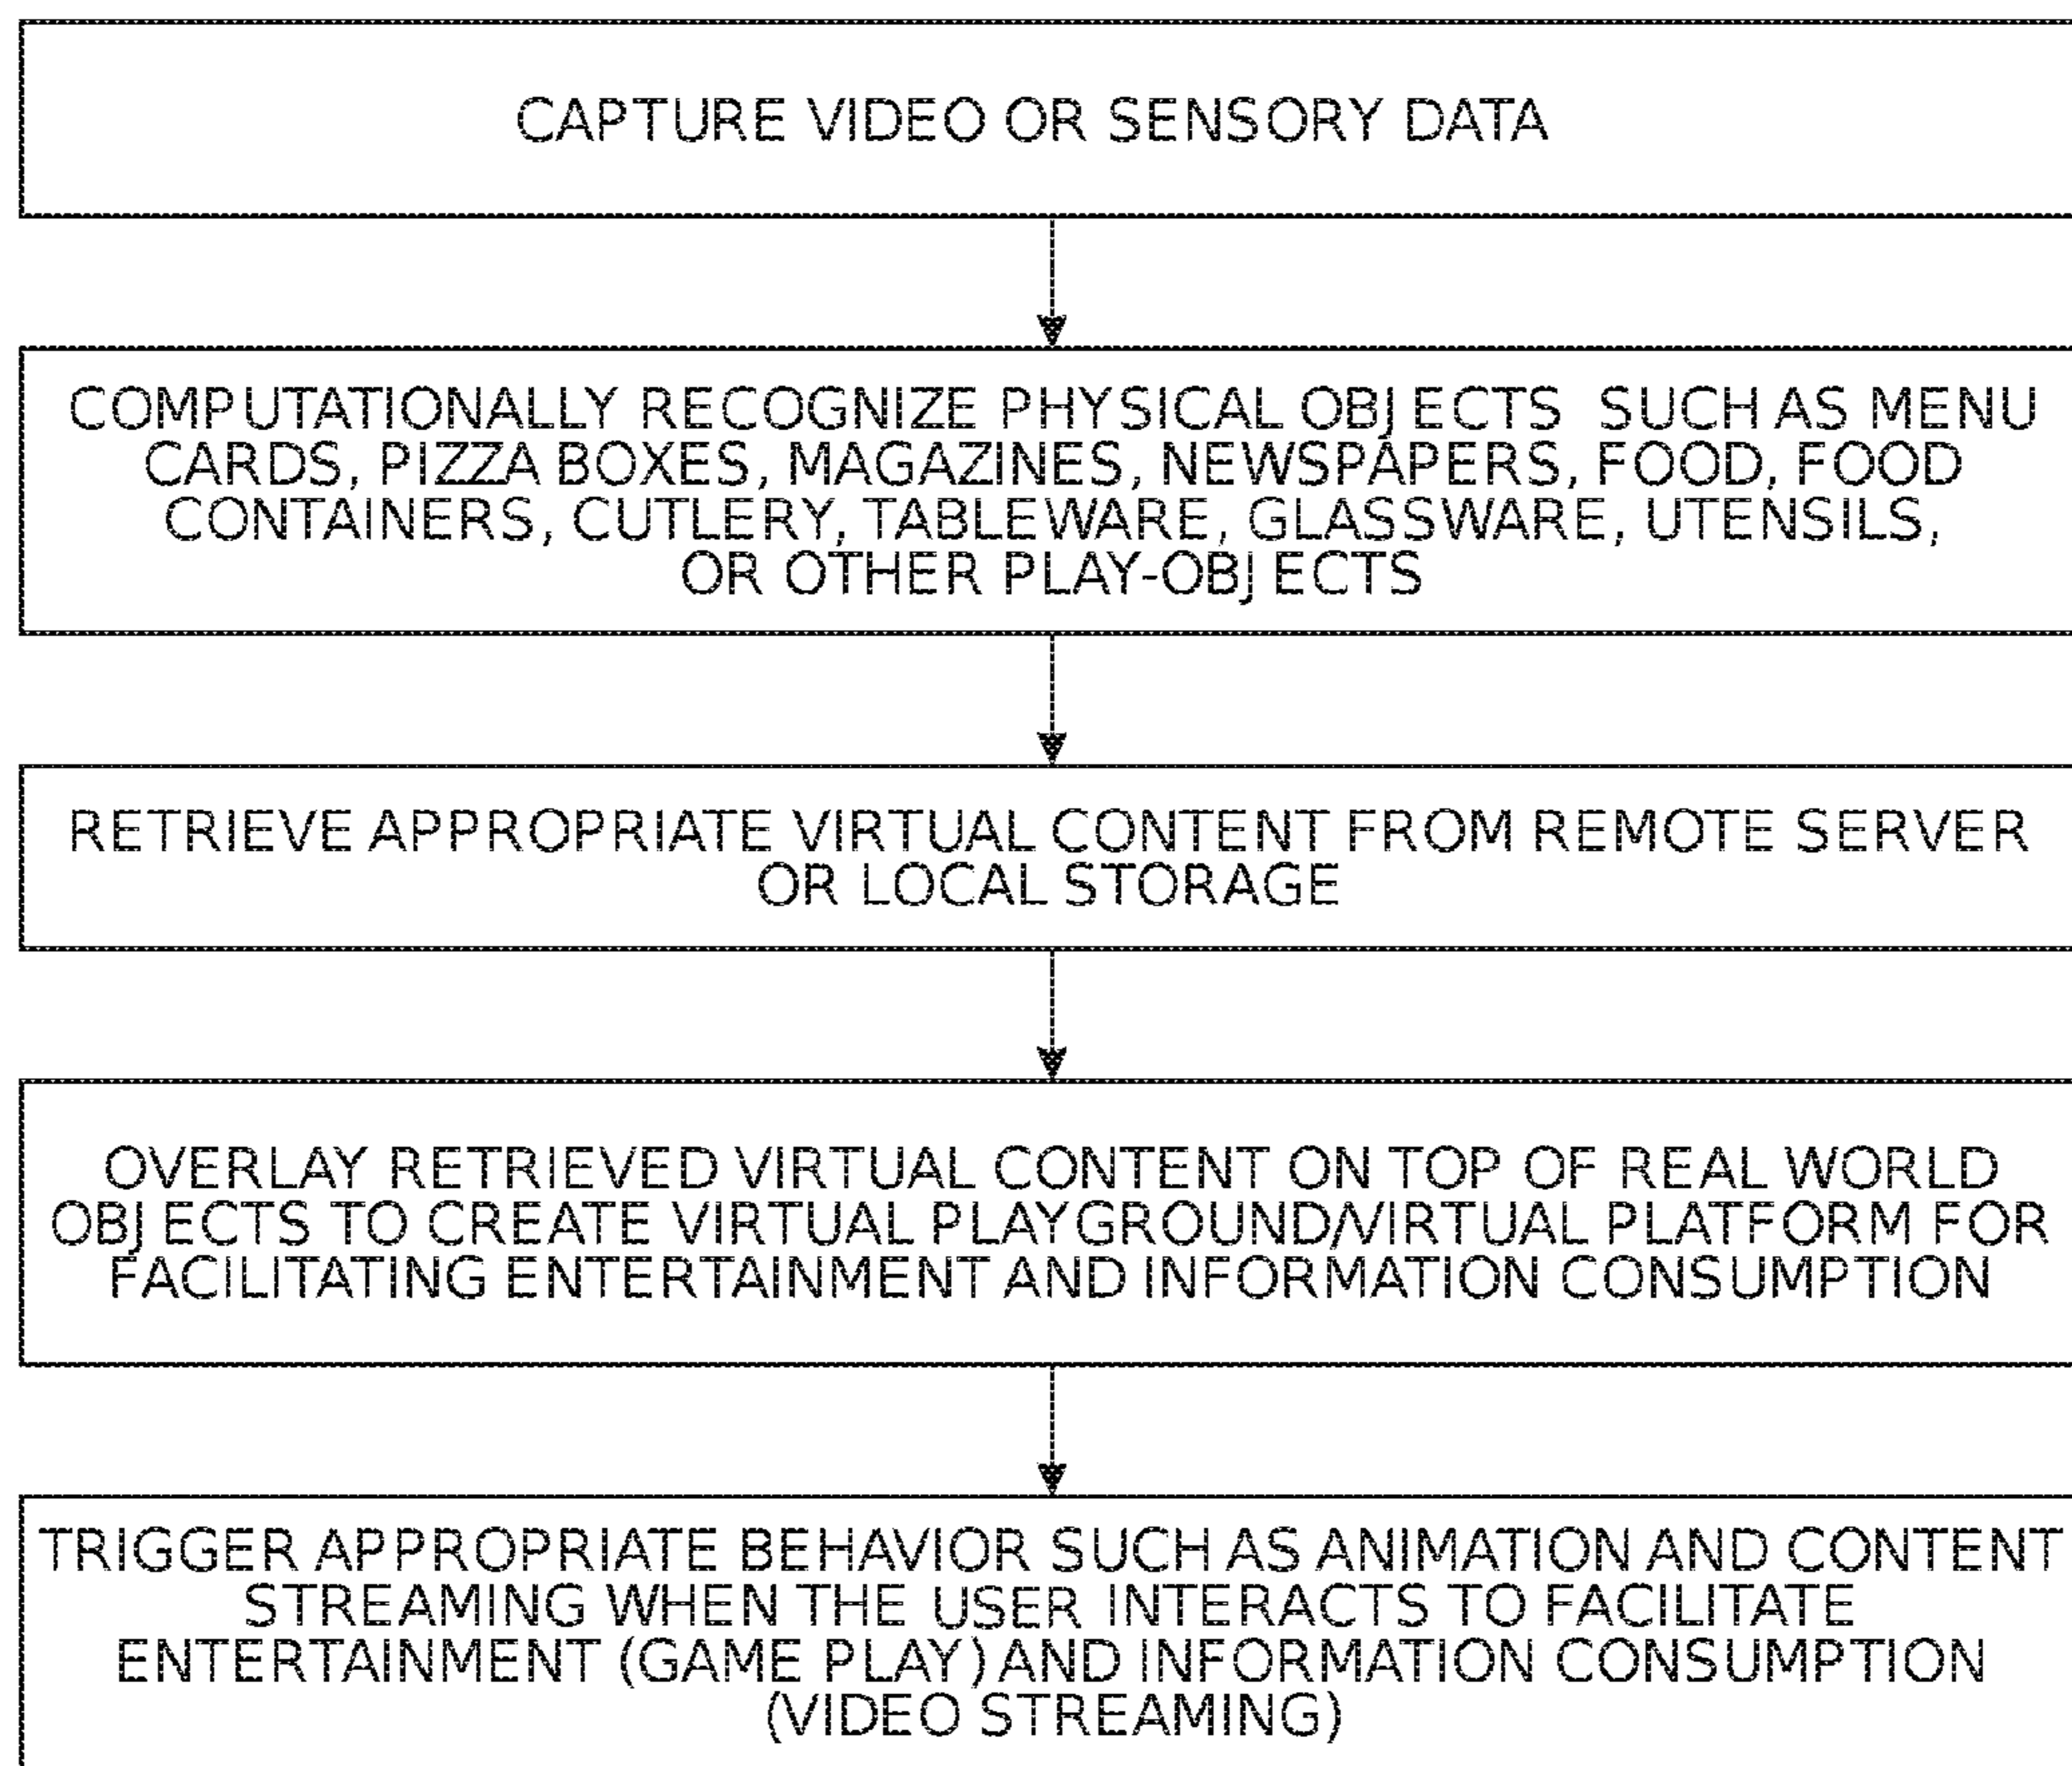 CAPTURE VIDEO OR SENSORY DATA
COMPUTATIONALLY RECOGNIZE PHYSICAL OBJECTS SUCH AS MENU
CARDS, PIZZA BOXES, MAGAZINES, NEWSPAPERS, FOOD, FOOD
CONTAINERS, CUTLERY, TABLEWARE, GLASSWARE, UTENSILS,
OR OTHER PLAY-OBJECTS
RETRIEVE APPROPRIATE VIRTUAL CONTENT FROM REMOTE SERVER
OR LOCAL STORAGE
OVERLAY RETRIEVED VIRTUAL CONTENT ON TOP OF REAL WORLD
OBJECTS TO CREATE VIRTUAL PLAYGROUND/VIRTUAL PLATFORM FOR
FACILITATING ENTERTAINMENT AND INFORMATION CONSUMPTION
TRIGGER APPROPRIATE BEHAVIOR SUCH AS ANIMATION AND CONTENT
STREAMING WHEN THE USER INTERACTS TO FACILITATE
ENTERTAINMENT (GAME PLAY) AND INFORMATION CONSUMPTION
(VIDEO STREAMING)